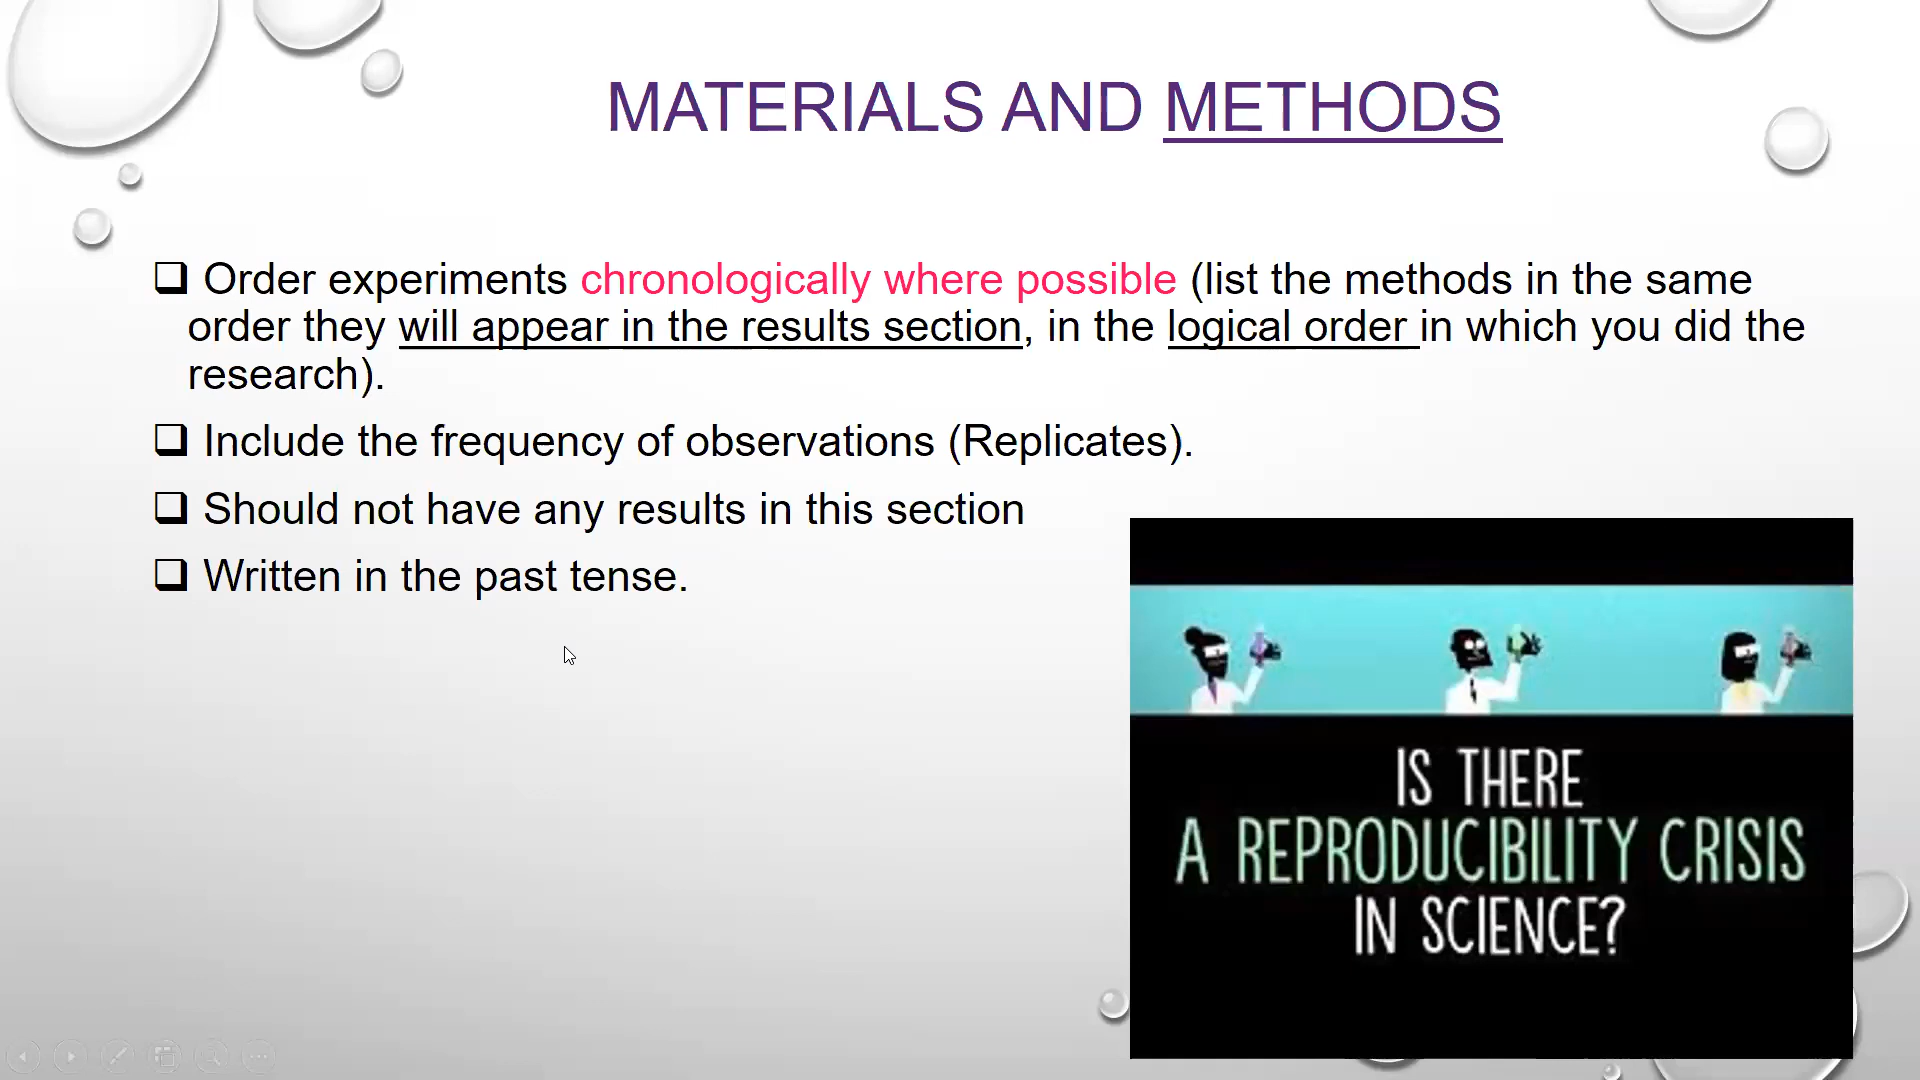 MATERIALS AND METHODS
Order experiments chronologically where possible (list the methods in the same
order they will appear in the results section, in the logical order in which you did the
research).
Include the frequency of observations (Replicates).
Should not have any results in this section
Written in the past tense.
IS THERE
A REPRODUCIBILITY CRISIS
IN SCIENCE?